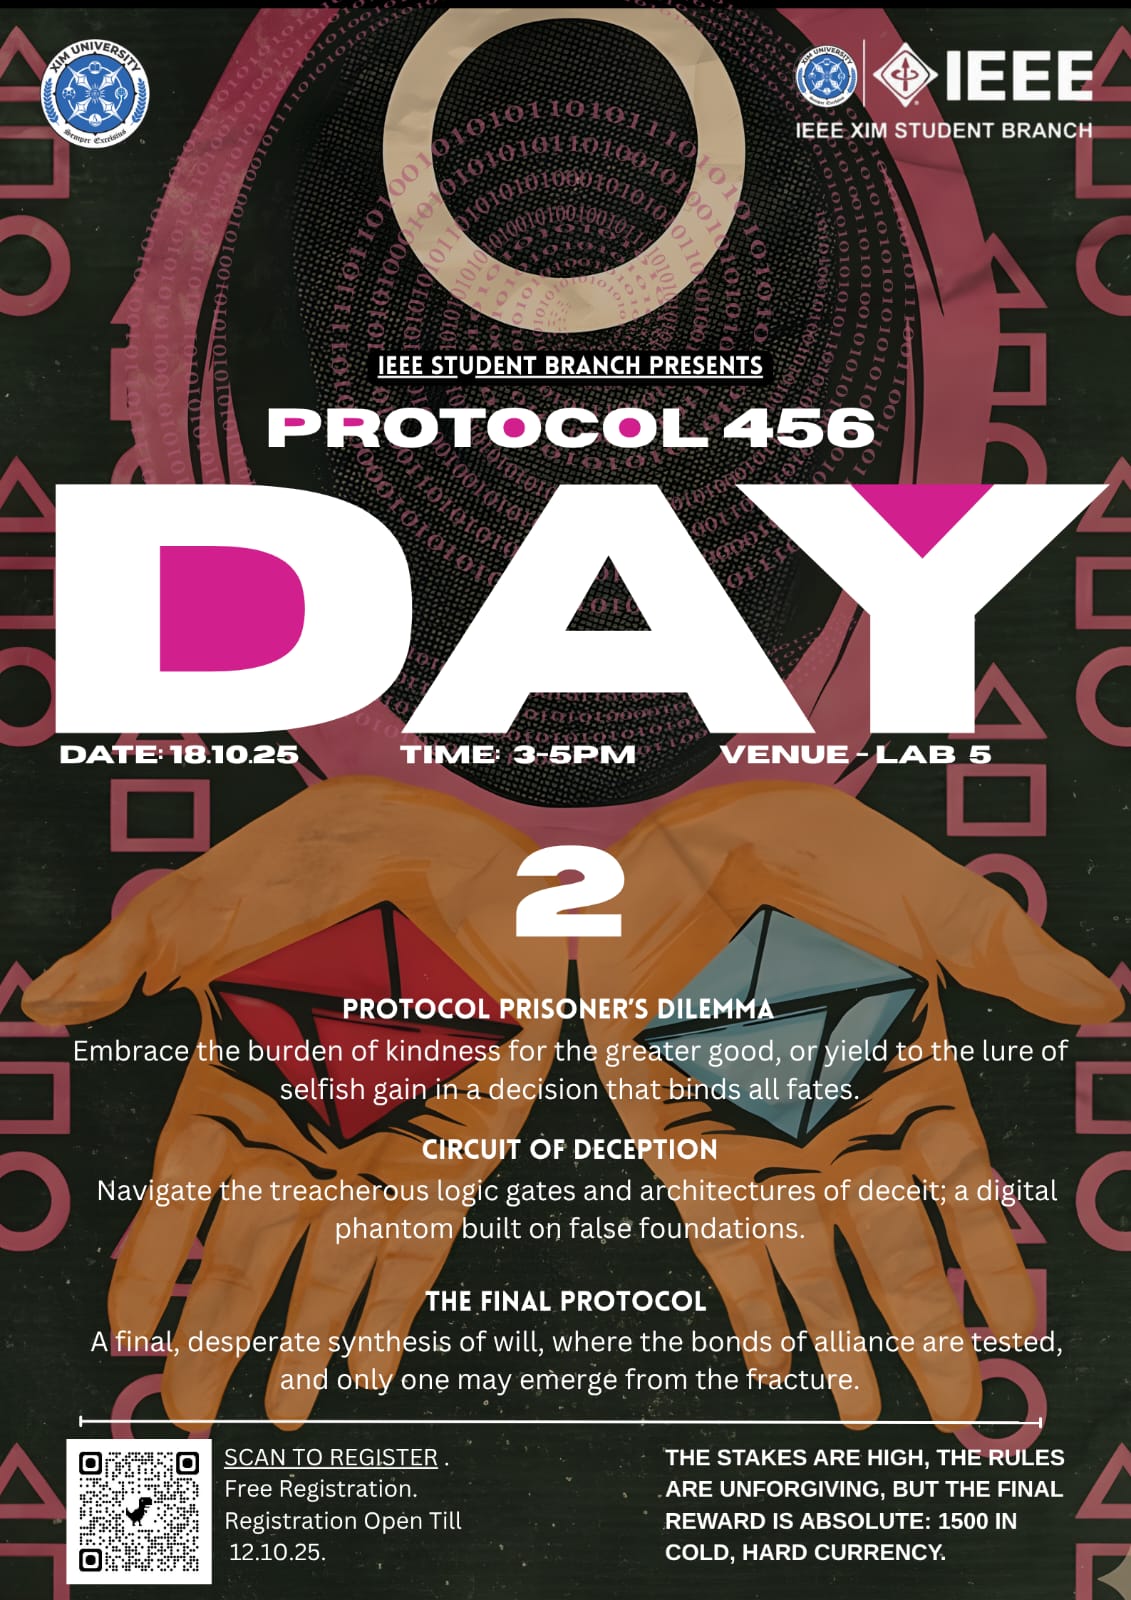 XIM UNIVERSITY
Semper Excelsius
XIM UNIVERSITY
IEEE
IEEE XIM STUDENT BRANCH
IEEE STUDENT BRANCH PRESENTS
PROTOCOL 456
DAY
DATE: 18.10.25 TIME: 3-5PM VENUE - LAB 5
2
PROTOCOL PRISONER'S DILEMMA
Embrace the burden of kindness for the greater good, or yield to the lure of
selfish gain in a decision that binds all fates.
CIRCUIT OF DECEPTION
Navigate the treacherous logic gates and architectures of deceit; a digital
phantom built on false foundations.
THE FINAL PROTOCOL
A final, desperate synthesis of will, where the bonds of alliance are tested,
and only one may emerge from the fracture.
SCAN TO REGISTER .
Free Registration.
Registration Open Till
12.10.25.
THE STAKES ARE HIGH, THE RULES
ARE UNFORGIVING, BUT THE FINAL
REWARD IS ABSOLUTE: 1500 IN
COLD, HARD CURRENCY.